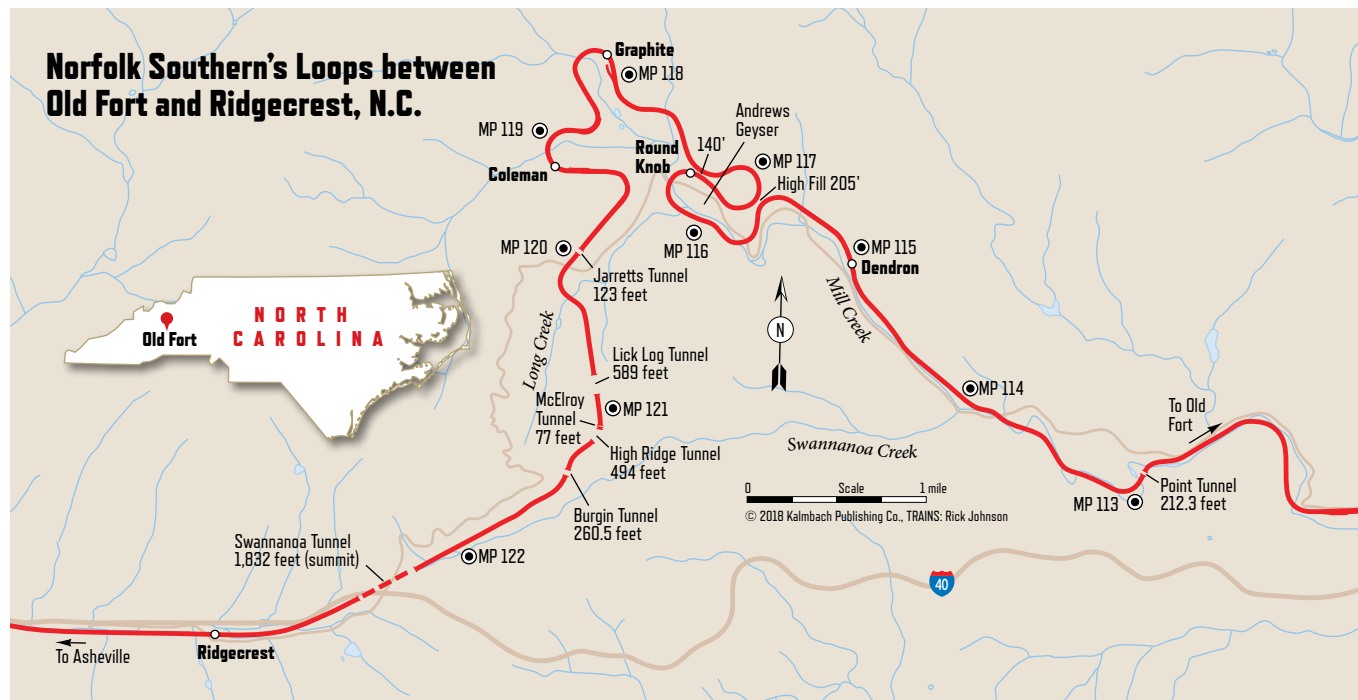 Norfolk Southern's Loops between
Old Fort and Ridgecrest, N.C.
Graphite
MP 118
MP 119
Coleman
Andrews
Geyser
Round
Knob
140'
MP 117
High Fill 205'
MP 116
MP 115
Dendron
MP 120
Jarretts Tunnel
123 feet
Mill Creek
N
NORTH
CAROLINA
Old Fort
Long Creek
Lick Log Tunnel
589 feet
McElroy
Tunnel
77 feet
MP 121
High Ridge Tunnel
494 feet
MP 114
To Old
Fort
Swannanoa Creek
0 Scale 1 mile
© 2018 Kalmbach Publishing Co., TRAINS: Rick Johnson
MP 113
Point Tunnel
212.3 feet
Burgin Tunnel
260.5 feet
Swannanoa Tunnel
1,832 feet (summit)
MP 122
40
To Asheville
Ridgecrest